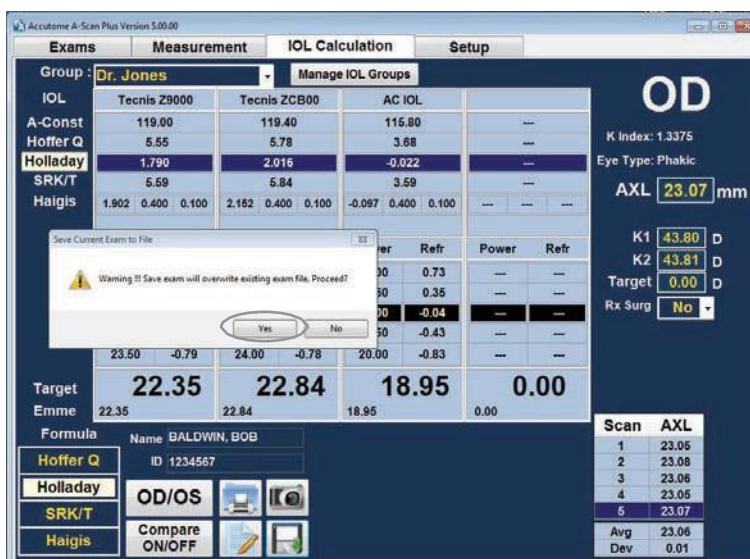 Accutome A-Scan Plus Version 5.00.00
Exams Measurement IOL Calculation Setup
Group : Dr. Jones Manage IOL Groups
OD
IOL Tecnis Z9000 Tecnis ZCB00 AC IOL
A-Const 119.00 119.40 115.80 ---
Hoffer Q 5.55 5.78 3.68 ---
K Index: 1.3375
Holladay 1.790 2.016 -0.022 ---
Eye Type: Phakic
SRK/T 5.59 5.84 3.59 ---
Haigis 1.902 0.400 0.100 2.152 0.400 0.100 -0.097 0.400 0.100 --- --- ---
AXL 23.07 mm
Save Current Exam to File
Warning !!! Save exam will overwrite existing exam file. Proceed?
Yes No
er Refr Power Refr
00 0.73 --- ---
50 0.35 --- ---
00 -0.04 --- ---
50 -0.43 --- ---
23.50 -0.79 24.00 -0.78 20.00 -0.83 --- ---
K1 43.80 D
K2 43.81 D
Target 0.00 D
Rx Surg No
Target 22.35 22.84 18.95 0.00
Emme 22.35 22.84 18.95 0.00
Formula
Hoffer Q
Holladay
SRK/T
Haigis
Name BALDWIN, BOB
ID 1234567
OD/OS
Compare
ON/OFF
Scan AXL
1 23.05
2 23.08
3 23.06
4 23.05
5 23.07
Avg 23.06
Dev 0.01